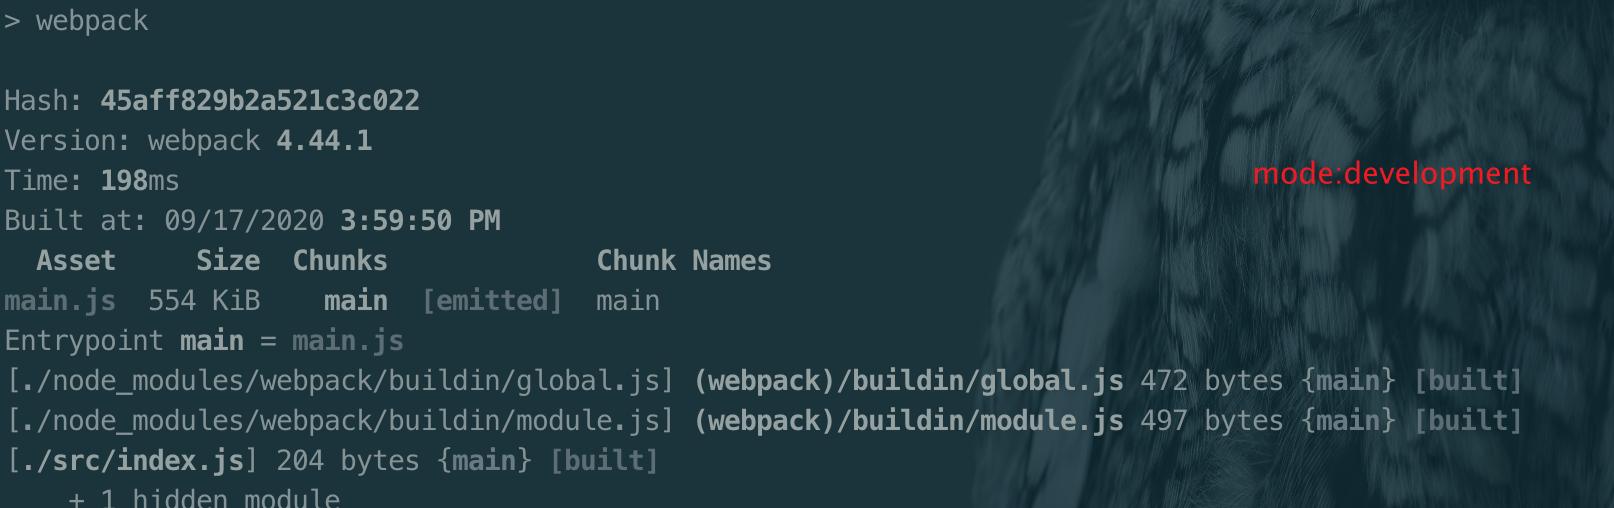 > webpack
Hash: 45aff829b2a521c3c022
Version: webpack 4.44.1
Time: 198ms
mode:development
Built at: 09/17/2020 3:59:50 PM
Asset Size Chunks Chunk Names
main.js 554 KiB main [emitted] main
Entrypoint main = main.js
[./node_modules/webpack/buildin/global.js] (webpack)/buildin/global.js 472 bytes {main} [built]
[./node_modules/webpack/buildin/module.js] (webpack)/buildin/module.js 497 bytes {main} [built]
[./src/index.js] 204 bytes {main} [built]
+ 1 hidden module